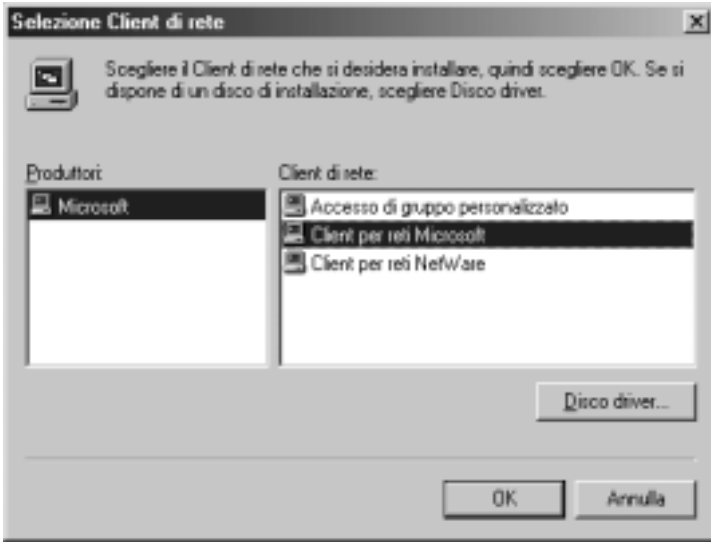 Selezione Client di rete
Scegliere il Client di rete che si desidera installare, quindi scegliere OK. Se si
dispone di un disco di installazione, scegliere Disco driver.
Produttori:
Client di rete:
Microsoft
Accesso di gruppo personalizzato
Client per reti Microsoft
Client per reti NetWare
Disco driver...
OK
Annulla